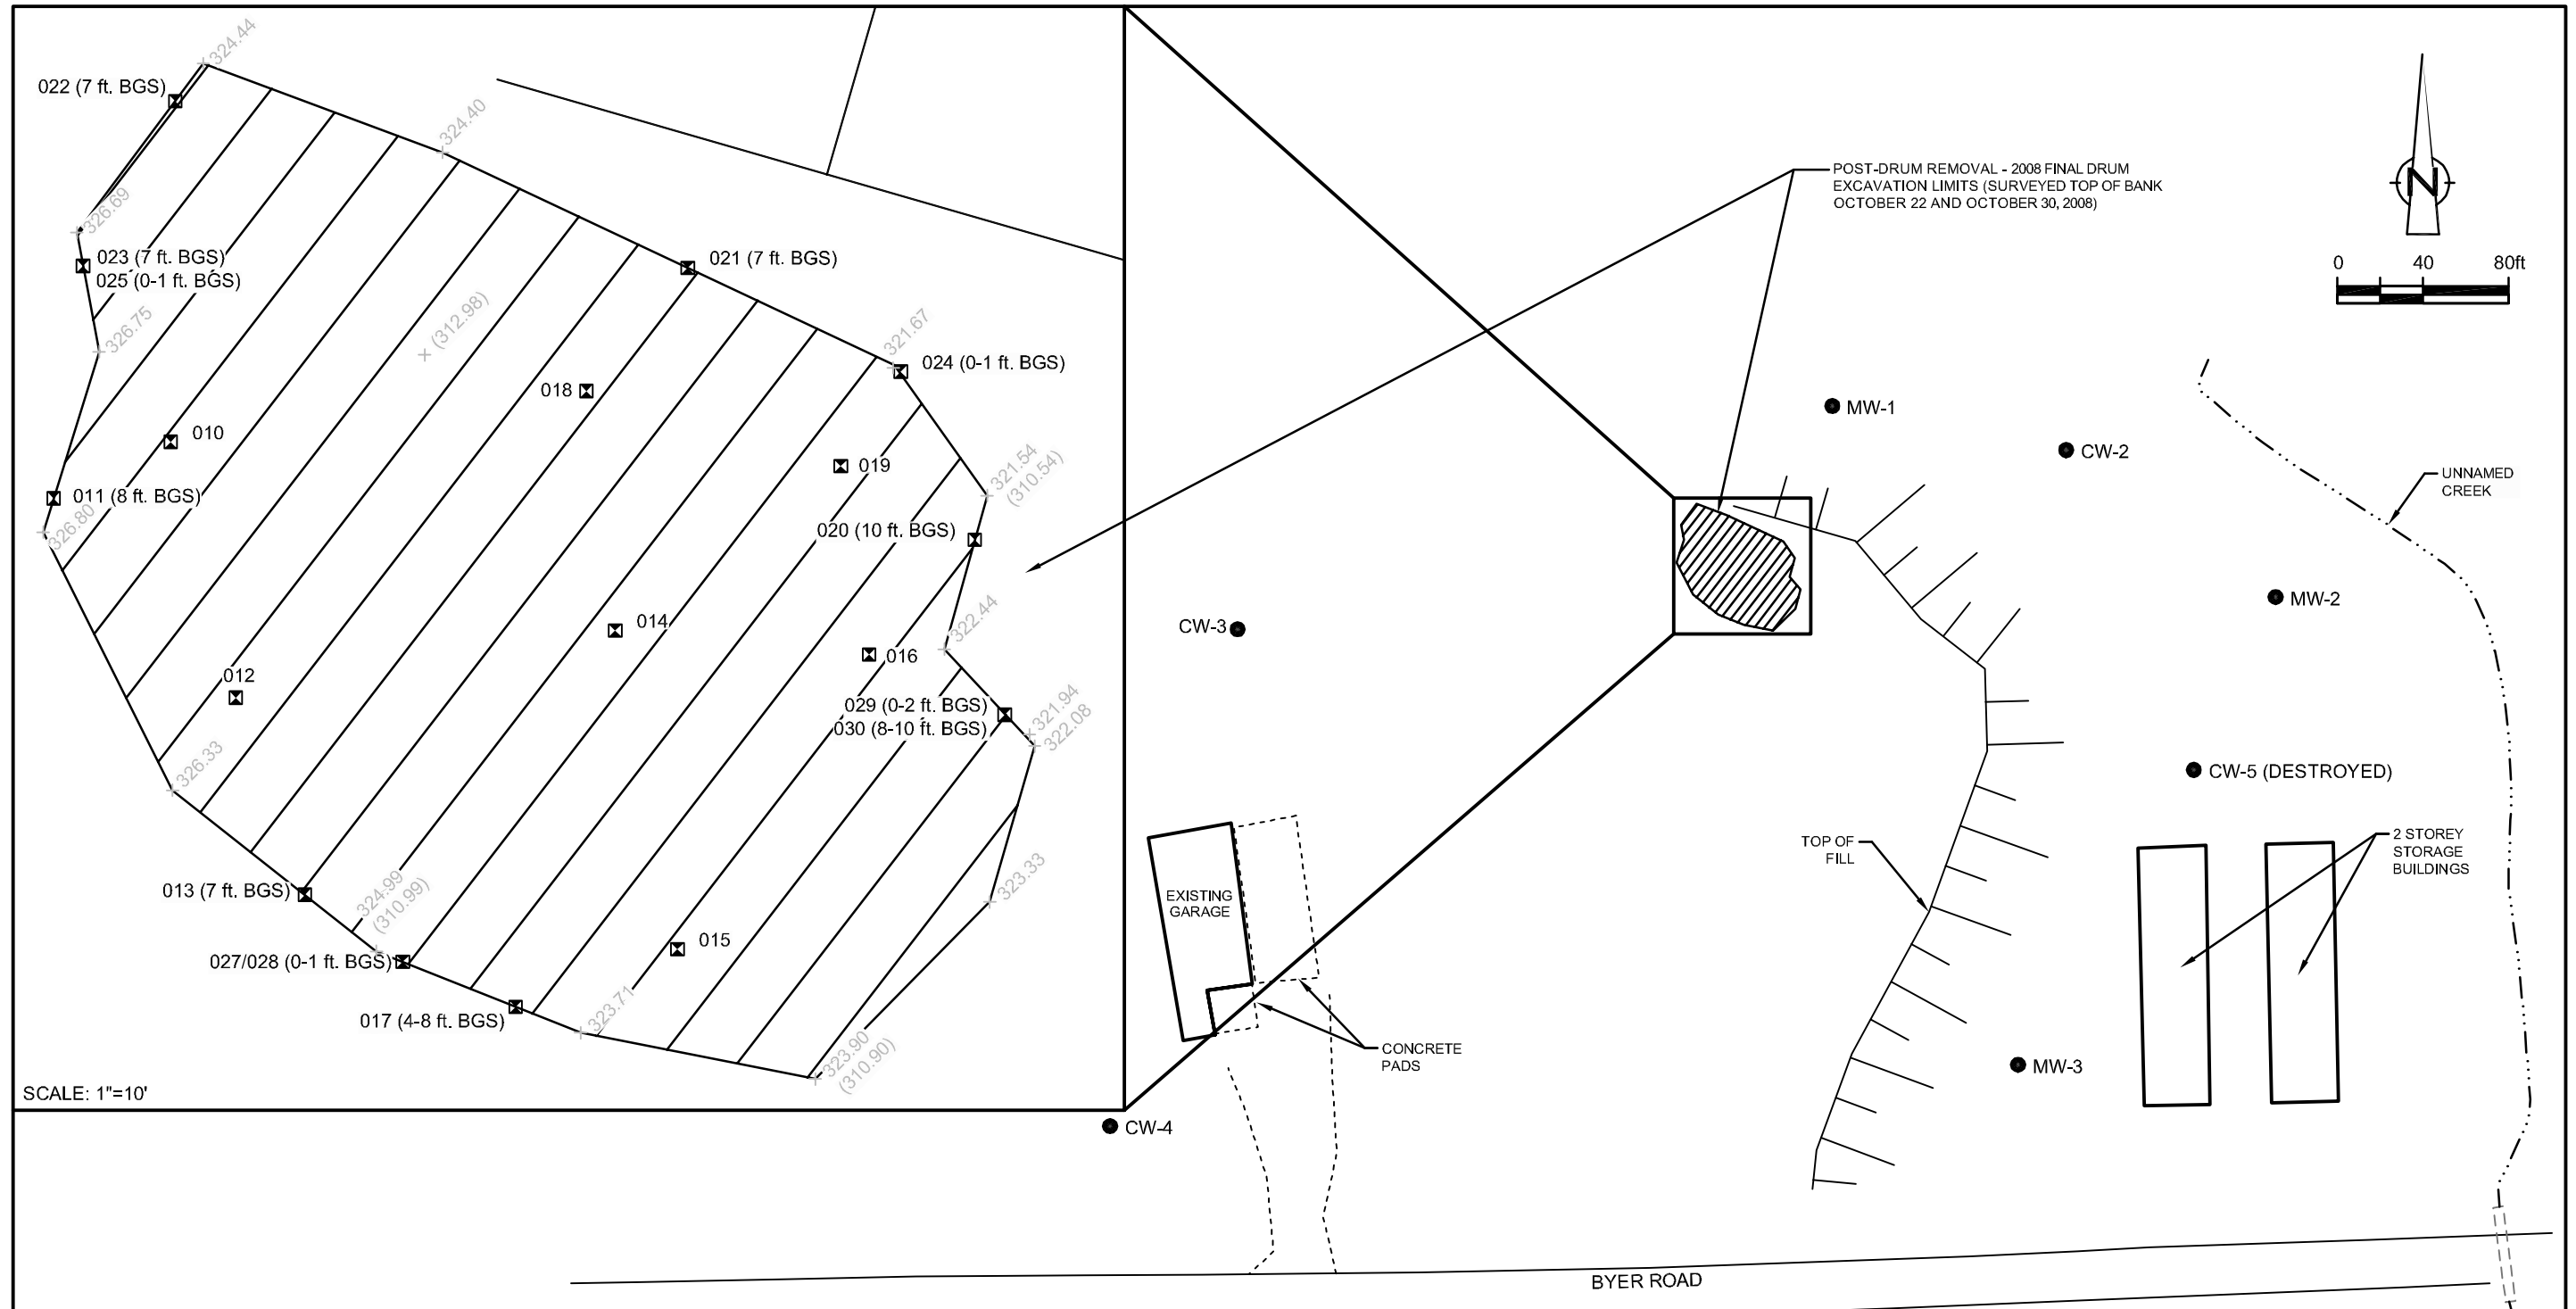 324.44
022 (7 ft. BGS)
324.40
326.69
023 (7 ft. BGS)
025 (0-1 ft. BGS)
021 (7 ft. BGS)
326.75
(312.98)
321.67
024 (0-1 ft. BGS)
018
010
019
321.54
(310.54)
011 (8 ft. BGS)
326.80
020 (10 ft. BGS)
014
322.44
016
012
029 (0-2 ft. BGS)
030 (8-10 ft. BGS)
321.94
322.08
326.33
013 (7 ft. BGS)
324.99
(310.99)
323.33
015
027/028 (0-1 ft. BGS)
017 (4-8 ft. BGS)
323.71
323.90
(310.90)
SCALE: 1"=10'
POST-DRUM REMOVAL - 2008 FINAL DRUM
EXCAVATION LIMITS (SURVEYED TOP OF BANK
OCTOBER 22 AND OCTOBER 30, 2008)
N
0 40 80ft
MW-1
CW-2
UNNAMED
CREEK
MW-2
CW-3
CW-5 (DESTROYED)
TOP OF
FILL
2 STOREY
STORAGE
BUILDINGS
EXISTING
GARAGE
CONCRETE
PADS
MW-3
CW-4
BYER ROAD